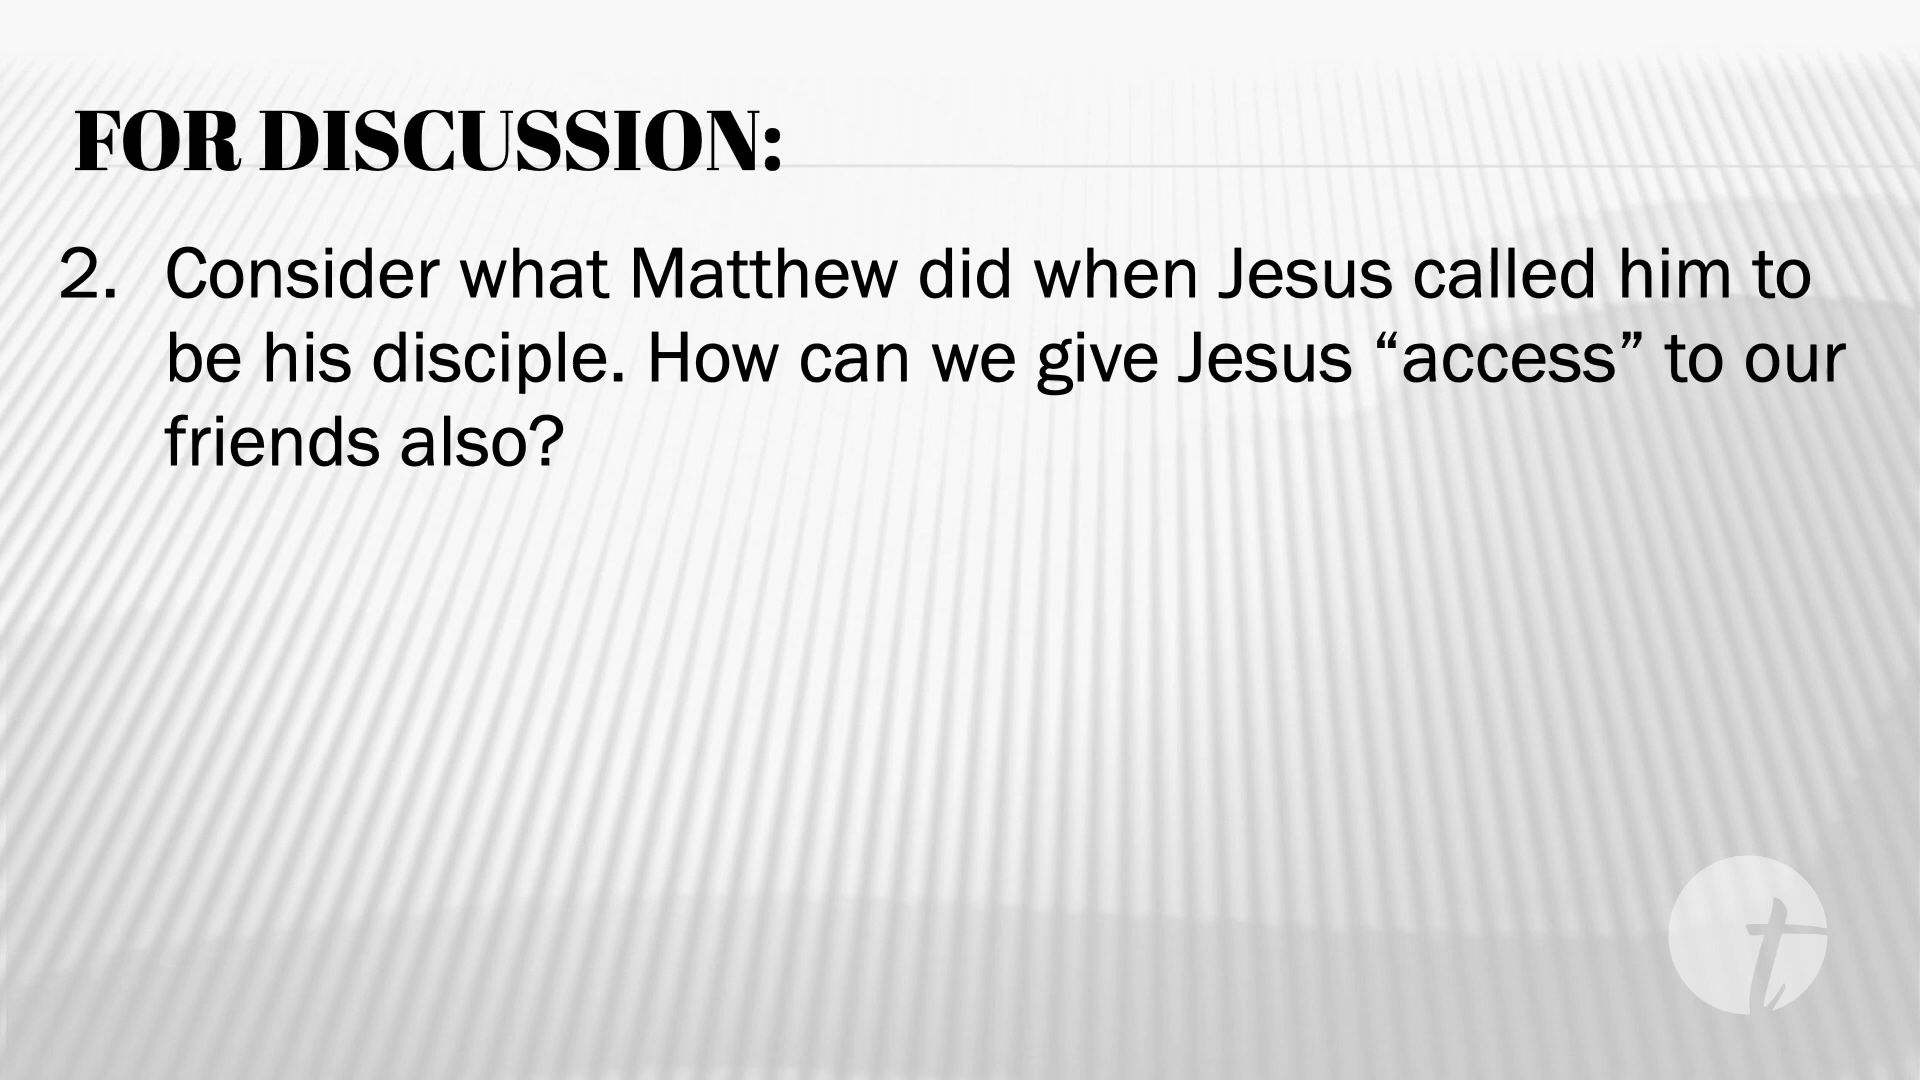 FOR DISCUSSION:
2. Consider what Matthew did when Jesus called him to
be his disciple. How can we give Jesus “access” to our
friends also?